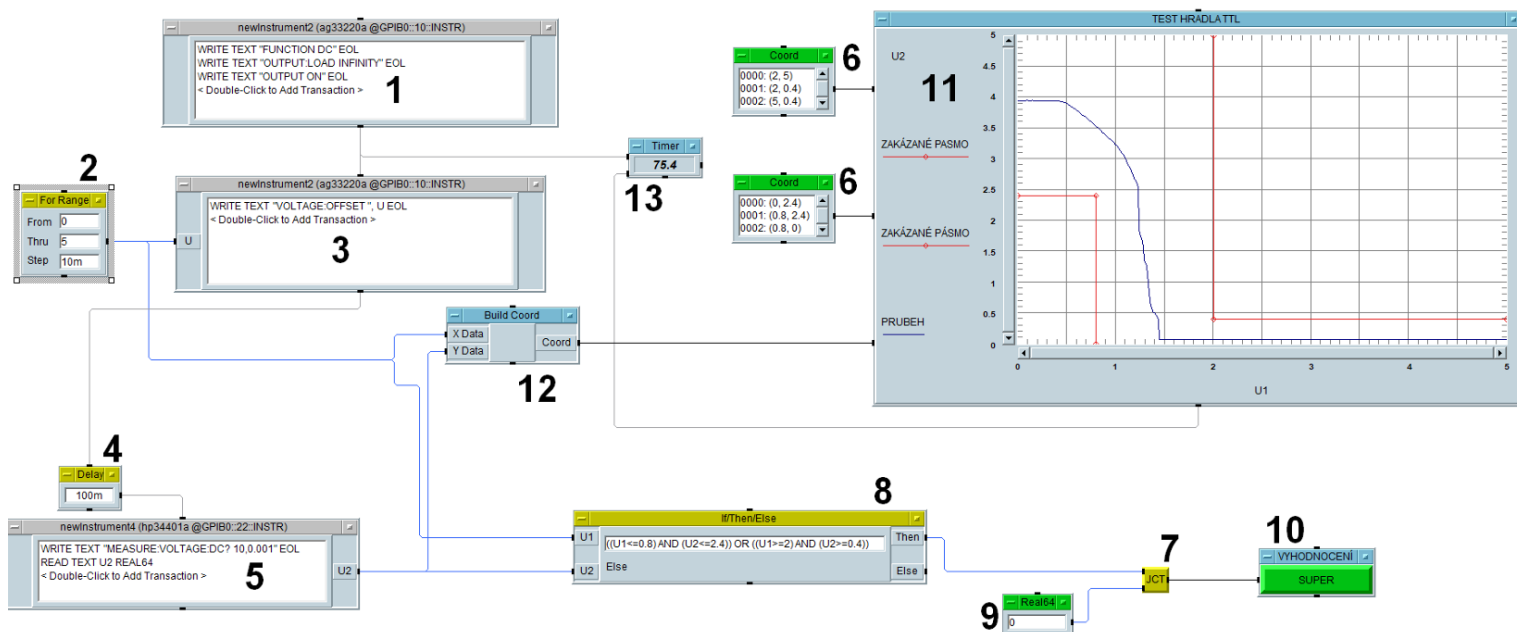 newInstrument2 (ag33220a @GPIB0::10::INSTR)
WRITE TEXT "FUNCTION DC" EOL
WRITE TEXT "OUTPUT:LOAD INFINITY" EOL
WRITE TEXT "OUTPUT ON" EOL
< Double-Click to Add Transaction >
1
2
For Range
From 0
Thru 5
Step 10m
newInstrument2 (ag33220a @GPIB0::10::INSTR)
U
WRITE TEXT "VOLTAGE:OFFSET ", U EOL
< Double-Click to Add Transaction >
3
Timer
75.4
13
Coord
6
0000: (2, 5)
0001: (2, 0.4)
0002: (5, 0.4)
Coord
6
0000: (0, 2.4)
0001: (0.8, 2.4)
0002: (0.8, 0)
TEST HRADLA TTL
U2
11
ZAKÁZANÉ PASMO
ZAKÁZANÉ PÁSMO
PRUBEH
5
4.5
4
3.5
3
2.5
2
1.5
1
0.5
0
0 1 2 3 4 5
U1
Build Coord
X Data
Y Data
Coord
12
4
Delay
100m
newInstrument4 (hp34401a @GPIB0::22::INSTR)
WRITE TEXT "MEASURE:VOLTAGE:DC? 10,0.001" EOL
READ TEXT U2 REAL64
< Double-Click to Add Transaction >
5
U2
8
If/Then/Else
U1
((U1<=0.8) AND (U2<=2.4)) OR ((U1>=2) AND (U2>=0.4))
Then
U2
Else
Else
7
JCT
9
Real64
0
10
VYHODNOCENÍ
SUPER